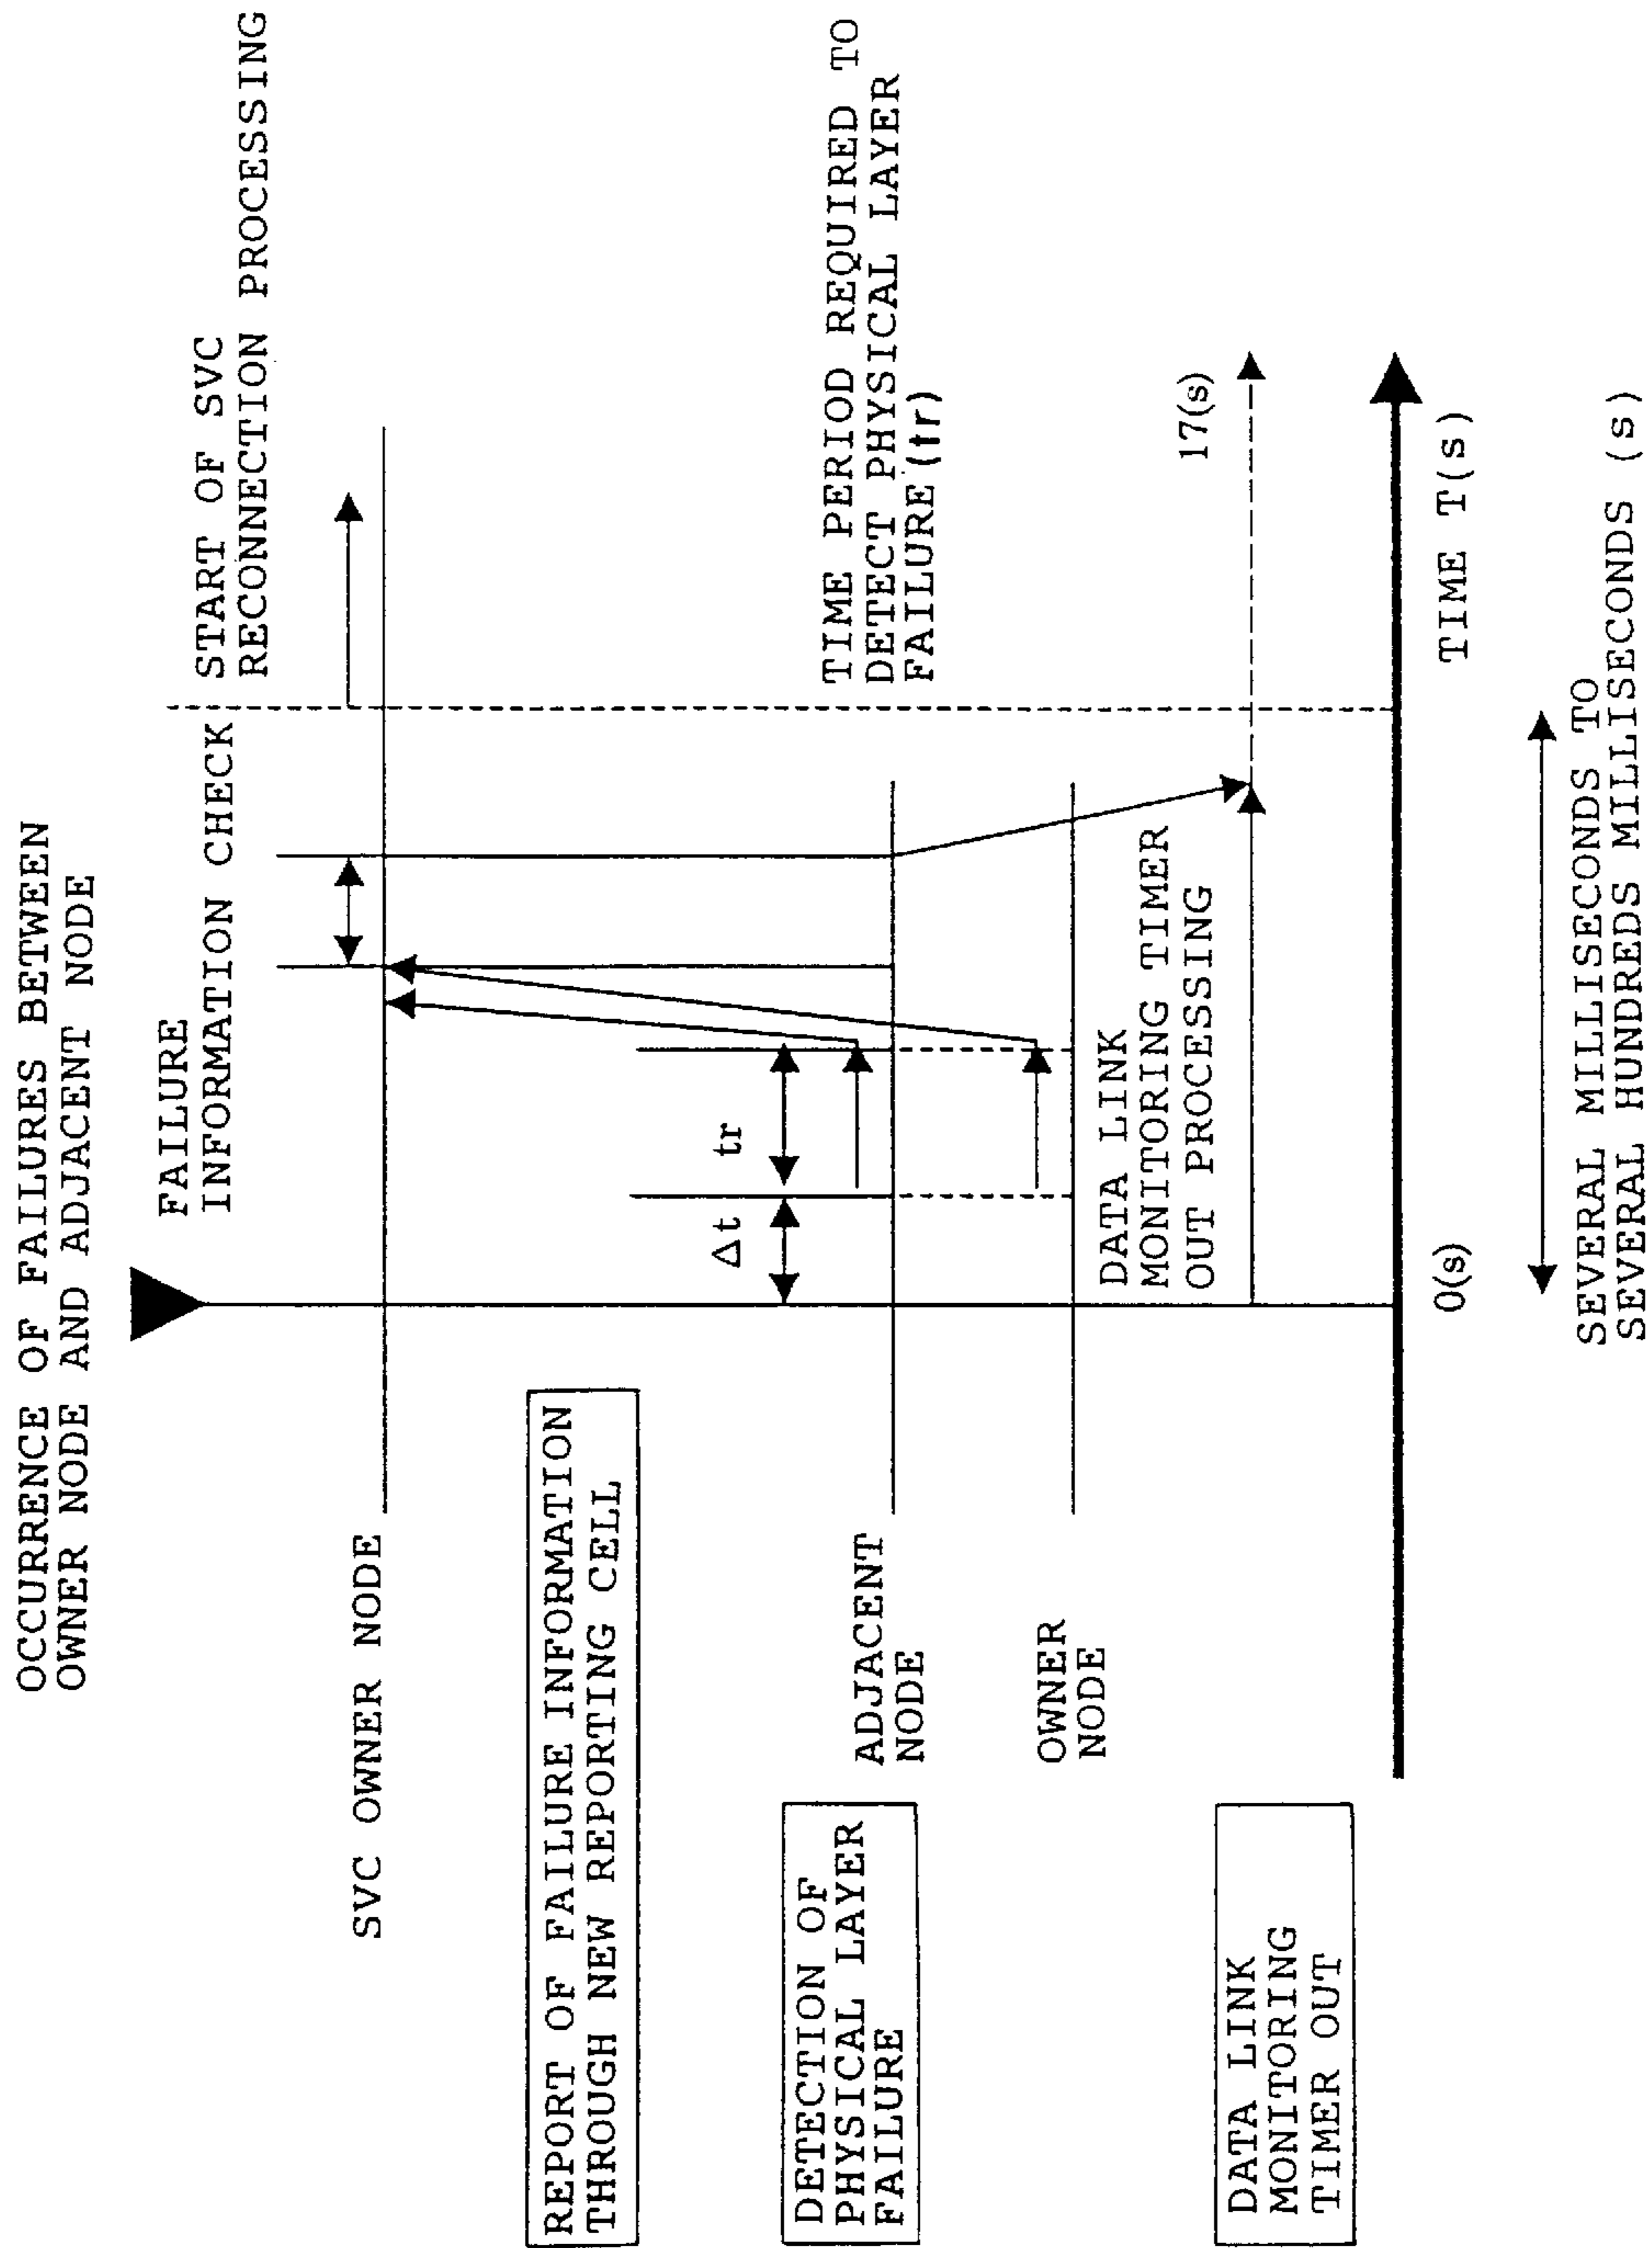 OCCURRENCE OF FAILURES BETWEEN
OWNER NODE AND ADJACENT NODE
FAILURE
INFORMATION CHECK
START OF SVC
RECONNECTION PROCESSING
SVC OWNER NODE
REPORT OF FAILURE INFORMATION
THROUGH NEW REPORTING CELL
Δt
tr
TIME PERIOD REQUIRED TO
DETECT PHYSICAL LAYER
FAILURE (tr)
DETECTION OF
PHYSICAL LAYER
FAILURE
ADJACENT
NODE
OWNER
NODE
DATA LINK
MONITORING TIMER
OUT PROCESSING
17(s)
DATA LINK
MONITORING
TIMER OUT
0(s)
TIME T(s)
SEVERAL MILLISECONDS TO
SEVERAL HUNDREDS MILLISECONDS (s)